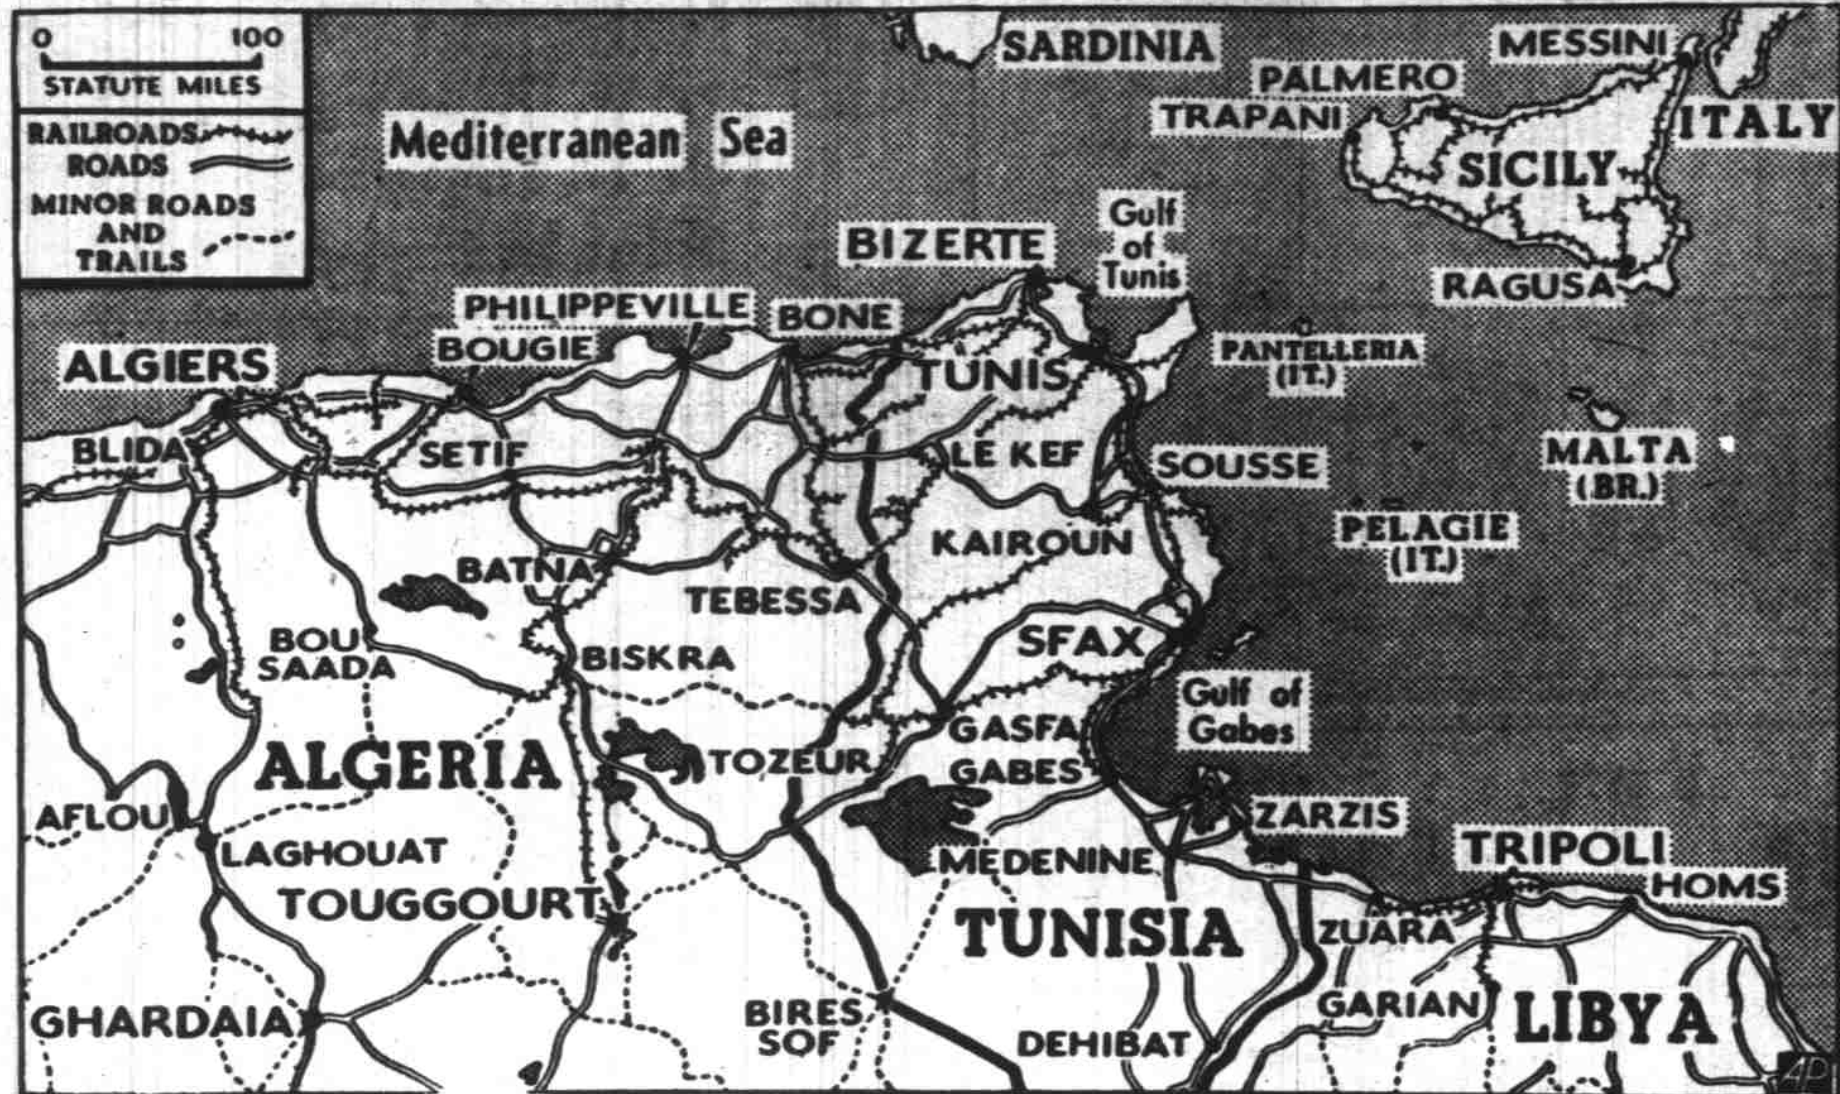 0 100
STATUTE MILES
RAILROADS
ROADS
MINOR ROADS
AND
TRAILS
SARDINIA
MESSINI
PALMERO
TRAPANI
ITALY
SICILY
Mediterranean Sea
RAGUSA
Gulf
of
Tunis
BIZERTE
PHILIPPEVILLE
BONE
BOUGIE
ALGIERS
TUNIS
PANTELLERIA
(IT.)
BLIDA
SETIF
LE KEF
SOUSSE
MALTA
(BR.)
PELAGIE
(IT.)
KAIROUN
BATNA
TEBESSA
BOU
SAADA
BISKRA
SFAX
Gulf of
Gabes
GASFA
ALGERIA
TOZEUR
GABES
AFLOU
ZARZIS
LAGHOUAT
MEDENINE
TRIPOLI
HOMS
TOUGGOURT
TUNISIA
ZUARA
GHARDAIA
BIRES
SOF
GARIAN
LIBYA
DEHIBAT
AP